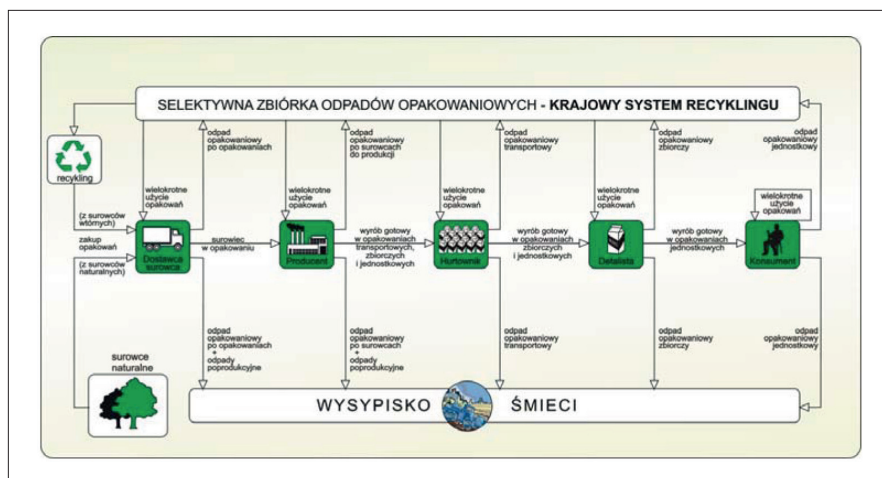 SELEKTYWNA ZBIÓRKA ODPADÓW OPAKOWANIOWYCH - KRAJOWY SYSTEM RECYKLINGU
recykling
odpad
opakowaniowy
po opakowaniach
odpad
opakowaniowy
po surowcach
do produkcji
odpad
opakowaniowy
transportowy
odpad
opakowaniowy
zbiorczy
odpad
opakowaniowy
jednostkowy
wielokrotne
użycie
opakowań
wielokrotne
użycie
opakowań
wielokrotne
użycie
opakowań
wielokrotne
użycie
opakowań
wielokrotne
użycie
opakowań
(z surowców
wtórnych)
zakup
opakowań
(z surowców
naturalnych)
Dostawca
surowca
surowiec
w opakowaniu
Producent
wyrób gotowy
w opakowaniach
transportowych,
zbiorczych
i jednostkowych
Hurtownik
wyrób gotowy
w opakowaniach
zbiorczych
i jednostkowych
Detalista
wyrób gotowy
w opakowaniach
jednostkowych
Konsument
odpad
opakowaniowy
po opakowaniach
+
odpady
poprodukcyjne
odpad
opakowaniowy
po surowcach
+
odpady
poprodukcyjne
odpad
opakowaniowy
transportowy
odpad
opakowaniowy
zbiorczy
odpad
opakowaniowy
jednostkowy
surowce
naturalne
WYSYPISKO ŚMIECI